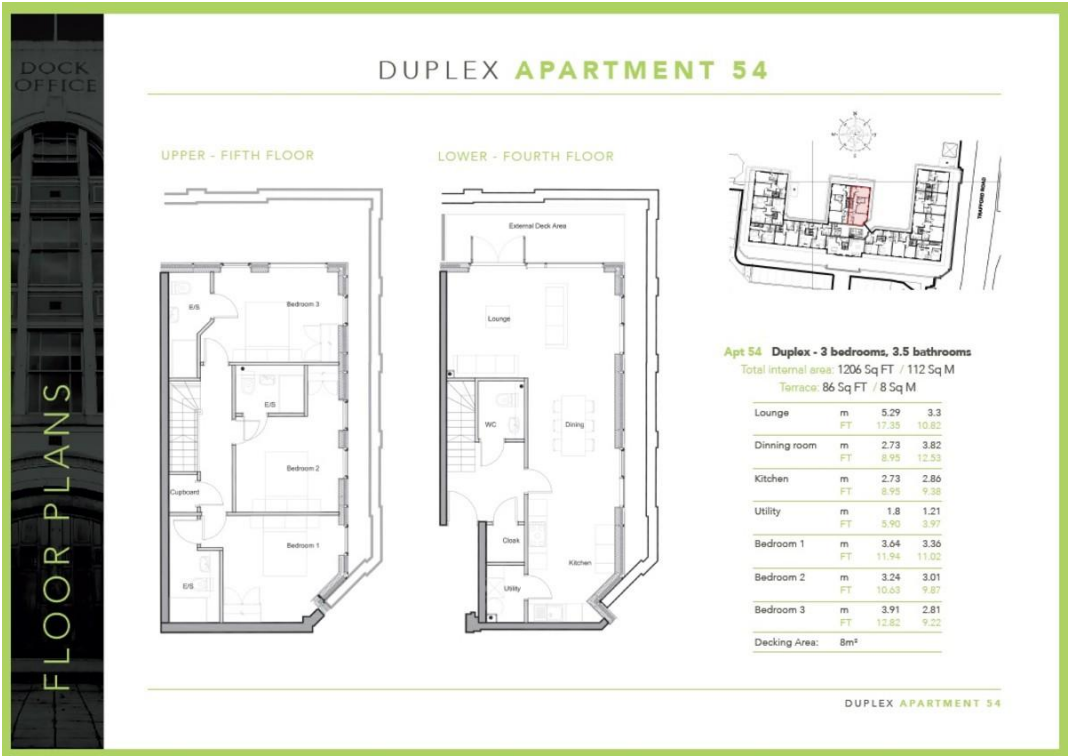 DOCK
OFFICE
FLOOR PLANS
DUPLEX APARTMENT 54
UPPER - FIFTH FLOOR
E/S
Bedroom 3
E/S
Bedroom 2
Cupboard
Bedroom 1
E/S
LOWER - FOURTH FLOOR
External Deck Area
Lounge
WC
Dining
Cloak
Kitchen
Utility
N
E
S
W
TRAFFORD ROAD
Apt 54 Duplex - 3 bedrooms, 3.5 bathrooms
Total internal area: 1206 Sq FT / 112 Sq M
Terrace: 86 Sq FT / 8 Sq M
Lounge m 5.29 3.3
FT 17.35 10.82
Dinning room m 2.73 3.82
FT 8.95 12.53
Kitchen m 2.73 2.86
FT 8.95 9.38
Utility m 1.8 1.21
FT 5.90 3.97
Bedroom 1 m 3.64 3.36
FT 11.94 11.02
Bedroom 2 m 3.24 3.01
FT 10.63 9.87
Bedroom 3 m 3.91 2.81
FT 12.82 9.22
Decking Area: 8m²
DUPLEX APARTMENT 54